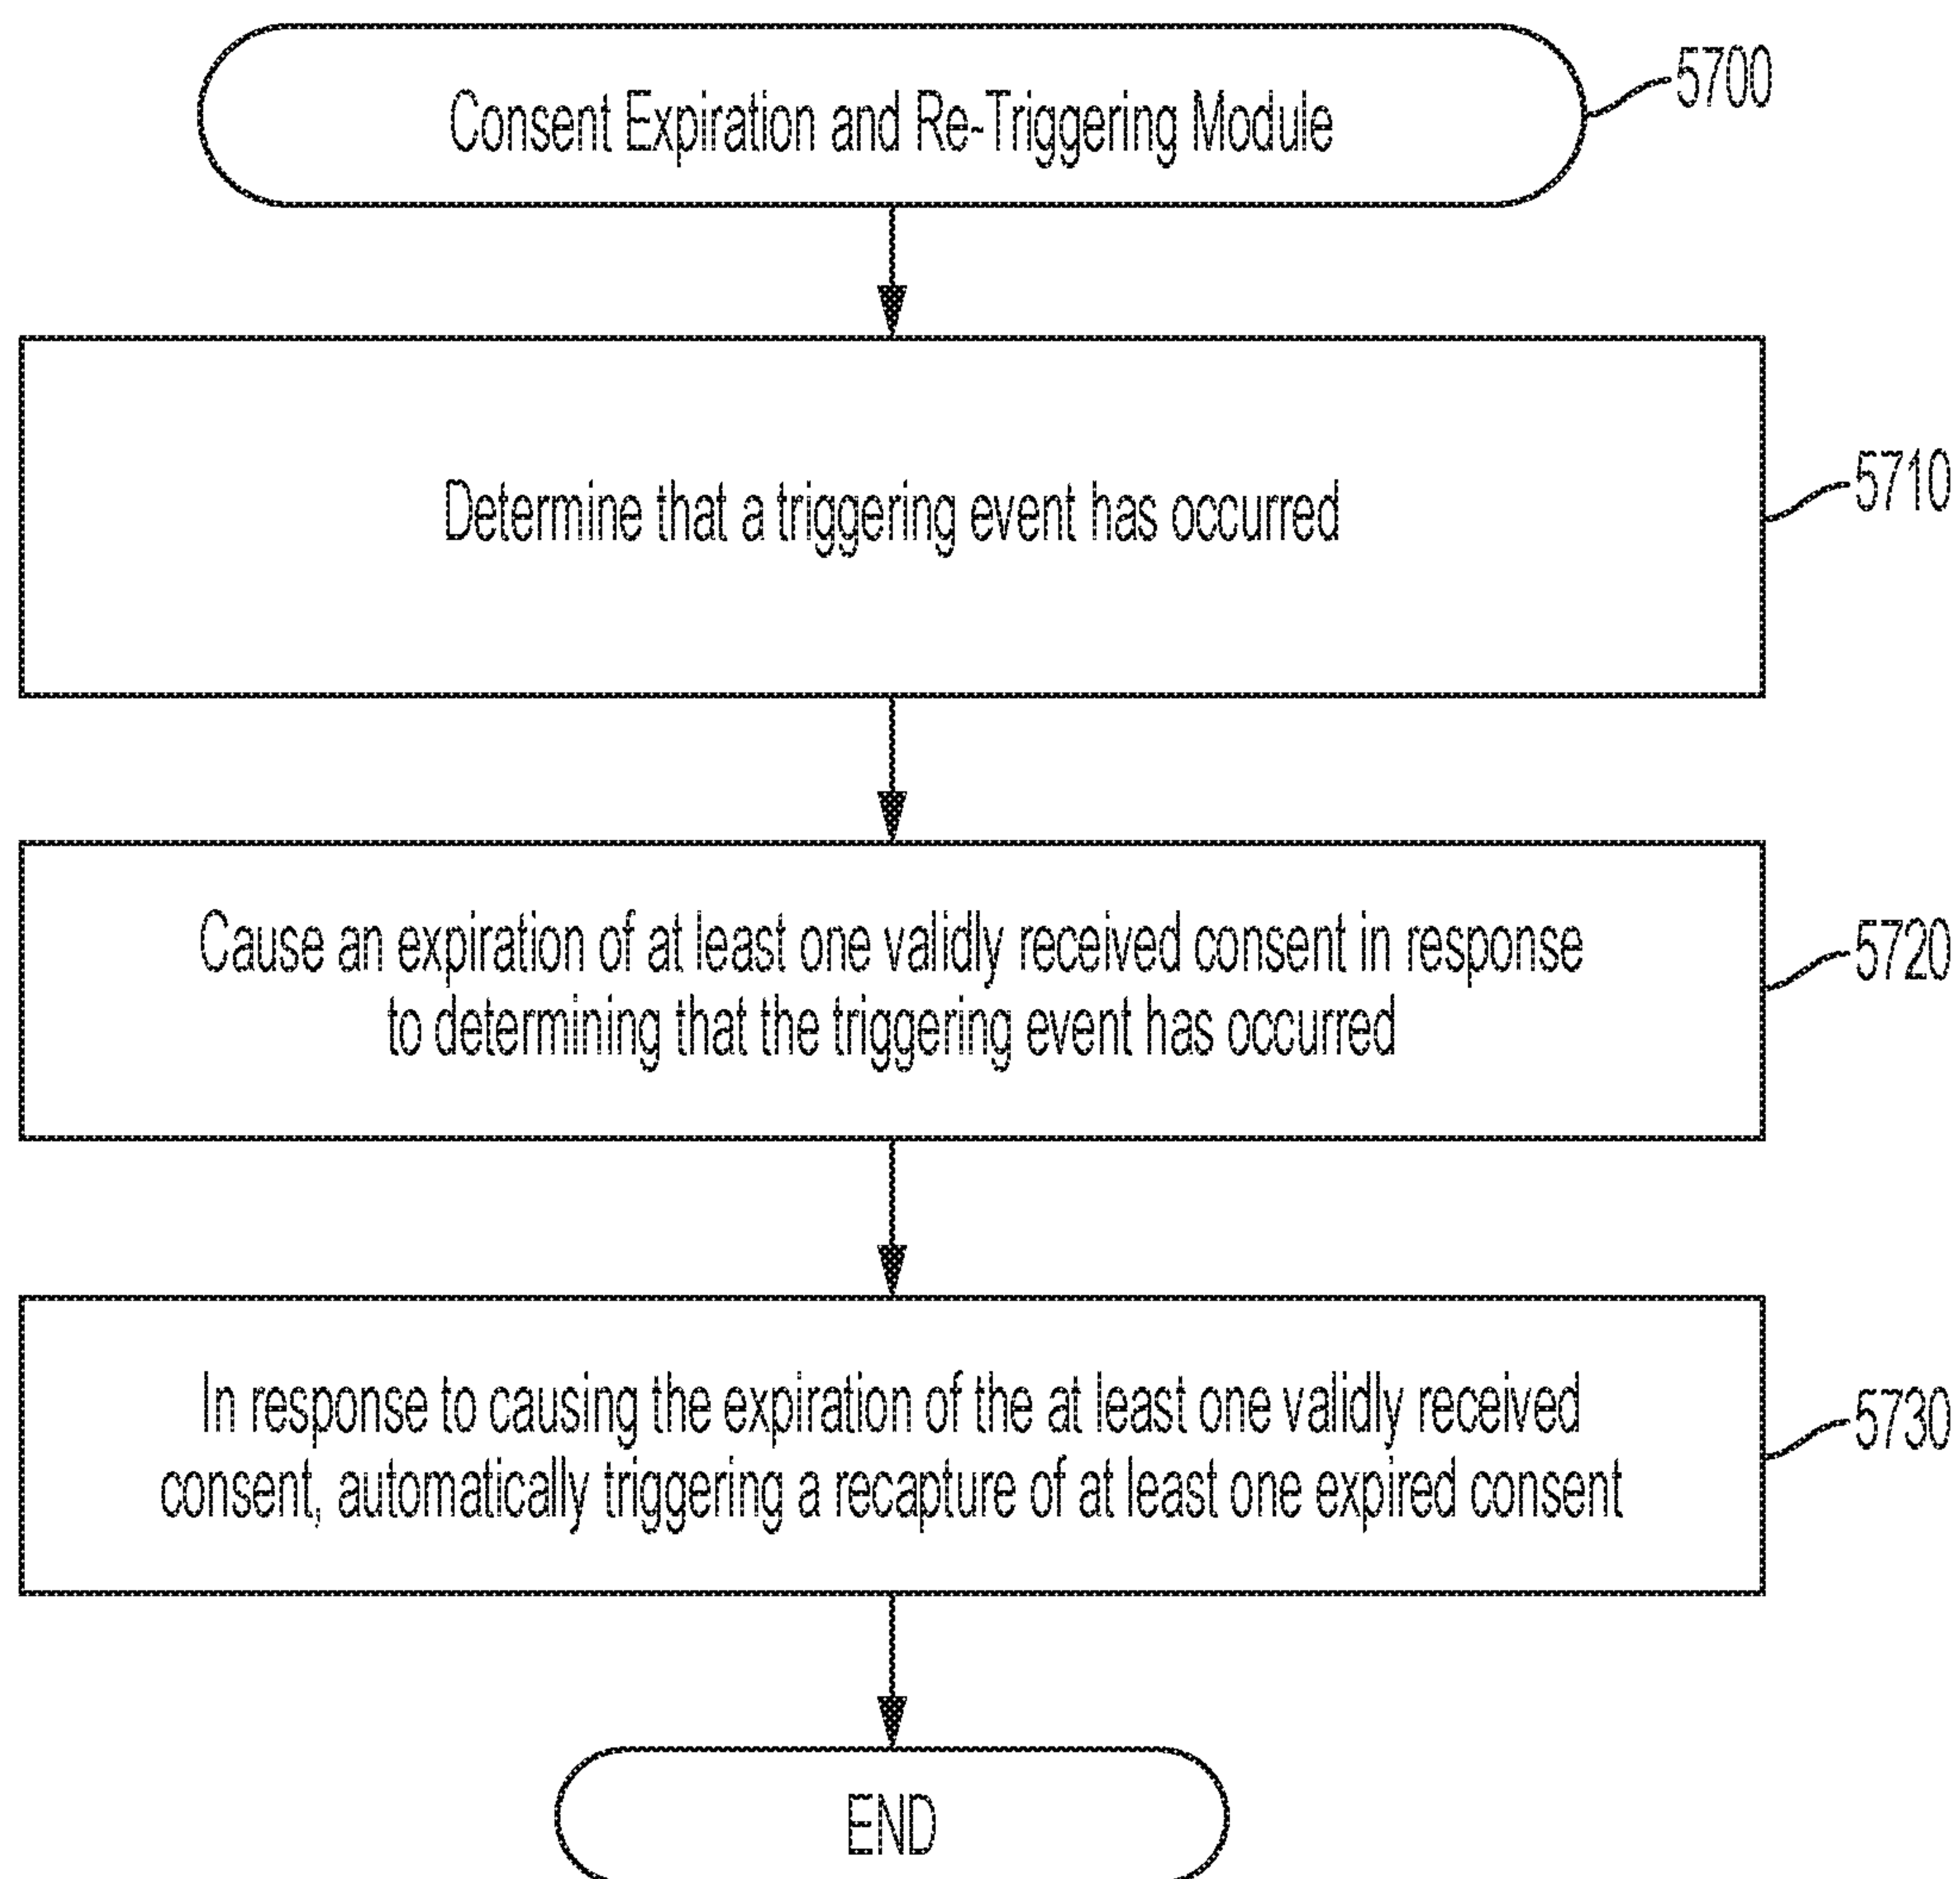 Consent Expiration and Re-Triggering Module
5700
Determine that a triggering event has occurred
5710
Cause an expiration of at least one validly received consent in response
to determining that the triggering event has occurred
5720
In response to causing the expiration of the at least one validly received
consent, automatically triggering a recapture of at least one expired consent
5730
END